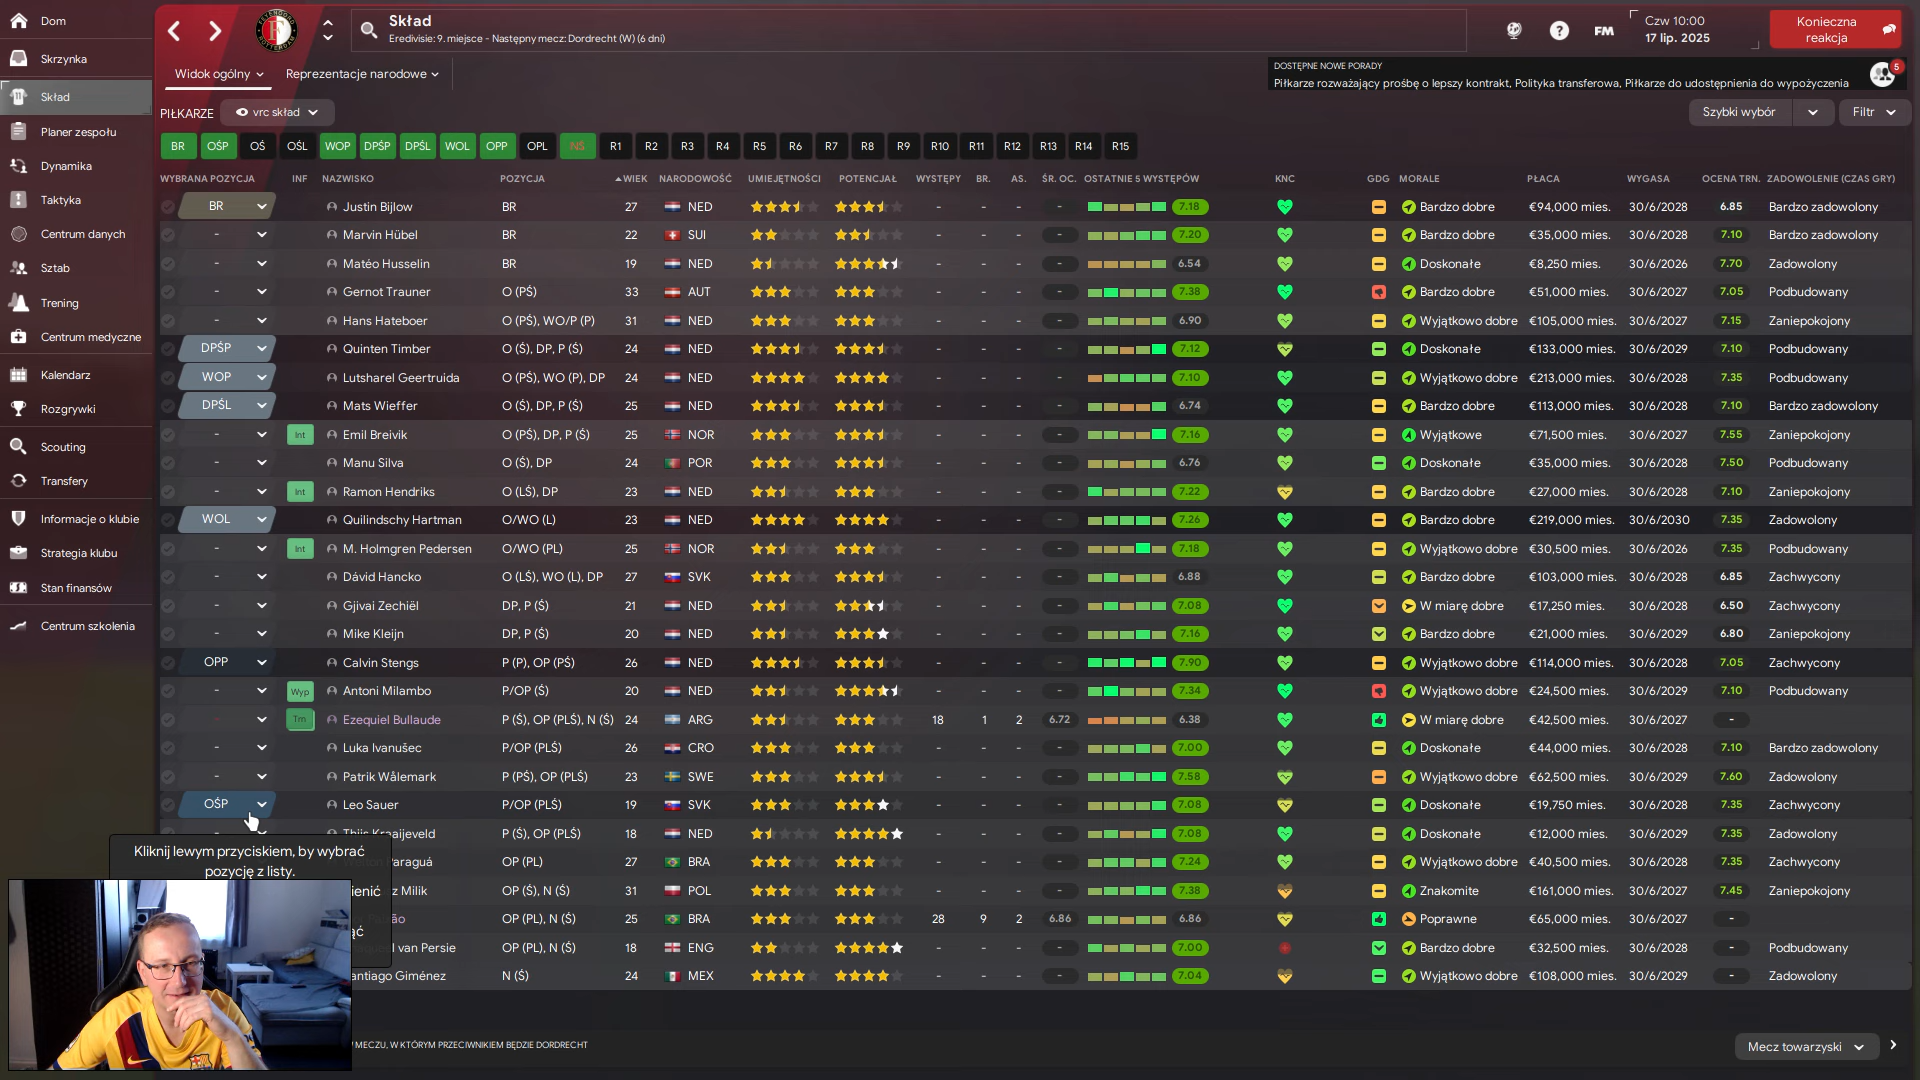 Dom
Skrzynka
Skład
Planer zespołu
Dynamika
Taktyka
Centrum danych
Sztab
Trening
Centrum medyczne
Kalendarz
Rozgrywki
Scouting
Transfery
Informacje o klubie
Strategia klubu
Stan finansów
Centrum szkolenia
Skład
Eredivisie: 9. miejsce - Następny mecz: Dordrecht (W) (6 dni)
FM
Czw 10:00
17 lip. 2025
Konieczna reakcja
Widok ogólny
Reprezentacje narodowe
DOSTĘPNE NOWE PORADY
Piłkarze rozważający prośbę o lepszy kontrakt, Polityka transferowa, Piłkarze do udostępnienia do wypożyczenia
5
PIŁKARZE vrc skład
Szybki wybór Filtr
BR OŚP OŚ OŚL WOP DPŚP DPŚL WOL OPP OPL NŚ R1 R2 R3 R4 R5 R6 R7 R8 R9 R10 R11 R12 R13 R14 R15
WYBRANA POZYCJA INF NAZWISKO POZYCJA WIEK NARODOWOŚĆ UMIEJĘTNOŚCI POTENCJAŁ WYSTĘPY BR. AS. ŚR. OC. OSTATNIE 5 WYSTĘPÓW KNC GDG MORALE PŁACA WYGASA OCENA TRN. ZADOWOLENIE (CZAS GRY)
BR Justin Bijlow BR 27 NED - - - - 7.18 Bardzo dobre €94,000 mies. 30/6/2028 6.85 Bardzo zadowolony
- Marvin Hübel BR 22 SUI - - - - 7.20 Bardzo dobre €35,000 mies. 30/6/2028 7.10 Bardzo zadowolony
- Matéo Husselin BR 19 NED - - - - 6.54 Doskonałe €8,250 mies. 30/6/2026 7.70 Zadowolony
- Gernot Trauner O (PŚ) 33 AUT - - - - 7.38 Bardzo dobre €51,000 mies. 30/6/2027 7.05 Podbudowany
- Hans Hateboer O (PŚ), WO/P (P) 31 NED - - - - 6.90 Wyjątkowo dobre €105,000 mies. 30/6/2027 7.15 Zaniepokojony
DPŚP Quinten Timber O (Ś), DP, P (Ś) 24 NED - - - - 7.12 Doskonałe €133,000 mies. 30/6/2029 7.10 Podbudowany
WOP Lutsharel Geertruida O (PŚ), WO (P), DP 24 NED - - - - 7.10 Wyjątkowo dobre €213,000 mies. 30/6/2028 7.35 Podbudowany
DPŚL Mats Wieffer O (Ś), DP, P (Ś) 25 NED - - - - 6.74 Bardzo dobre €113,000 mies. 30/6/2028 7.10 Bardzo zadowolony
- Int Emil Breivik O (PŚ), DP, P (Ś) 25 NOR - - - - 7.16 Wyjątkowe €71,500 mies. 30/6/2027 7.55 Zaniepokojony
- Manu Silva O (Ś), DP 24 POR - - - - 6.76 Doskonałe €35,000 mies. 30/6/2028 7.50 Podbudowany
- Int Ramon Hendriks O (LŚ), DP 23 NED - - - - 7.22 Bardzo dobre €27,000 mies. 30/6/2028 7.10 Zaniepokojony
WOL Quilindschy Hartman O/WO (L) 23 NED - - - - 7.26 Bardzo dobre €219,000 mies. 30/6/2030 7.35 Zadowolony
- Int M. Holmgren Pedersen O/WO (PL) 25 NOR - - - - 7.18 Wyjątkowo dobre €30,500 mies. 30/6/2026 7.35 Podbudowany
- Dávid Hancko O (LŚ), WO (L), DP 27 SVK - - - - 6.88 Bardzo dobre €103,000 mies. 30/6/2028 6.85 Zachwycony
- Gjivai Zechiël DP, P (Ś) 21 NED - - - - 7.08 W miarę dobre €17,250 mies. 30/6/2028 6.50 Zachwycony
- Mike Kleijn DP, P (Ś) 20 NED - - - - 7.16 Bardzo dobre €21,000 mies. 30/6/2029 6.80 Zaniepokojony
OPP Calvin Stengs P (P), OP (PŚ) 26 NED - - - - 7.90 Wyjątkowo dobre €114,000 mies. 30/6/2028 7.05 Zachwycony
- Wyp Antoni Milambo P/OP (Ś) 20 NED - - - - 7.34 Wyjątkowo dobre €24,500 mies. 30/6/2029 7.10 Podbudowany
- Trn Ezequiel Bullaude P (Ś), OP (PLŚ), N (Ś) 24 ARG 18 1 2 6.72 6.38 W miarę dobre €42,500 mies. 30/6/2027 -
- Luka Ivanušec P/OP (PLŚ) 26 CRO - - - - 7.00 Doskonałe €44,000 mies. 30/6/2028 7.10 Bardzo zadowolony
- Patrik Wålemark P (PŚ), OP (PLŚ) 23 SWE - - - - 7.58 Wyjątkowo dobre €62,500 mies. 30/6/2029 7.60 Zadowolony
OŚP Leo Sauer P/OP (PLŚ) 19 SVK - - - - 7.08 Doskonałe €19,750 mies. 30/6/2028 7.35 Zachwycony
- Thijs Kraaijeveld P (Ś), OP (PLŚ) 18 NED - - - - 7.08 Doskonałe €12,000 mies. 30/6/2029 7.35 Zadowolony
Paraguá OP (PL) 27 BRA - - - - 7.24 Wyjątkowo dobre €40,500 mies. 30/6/2028 7.35 Zachwycony
z Milik OP (Ś), N (Ś) 31 POL - - - - 7.38 Znakomite €161,000 mies. 30/6/2027 7.45 Zaniepokojony
OP (PL), N (Ś) 25 BRA 28 9 2 6.86 6.86 Poprawne €65,000 mies. 30/6/2027 -
van Persie OP (PL), N (Ś) 18 ENG - - - - 7.00 Bardzo dobre €32,500 mies. 30/6/2028 - Podbudowany
antiago Giménez N (Ś) 24 MEX - - - - 7.04 Wyjątkowo dobre €108,000 mies. 30/6/2029 - Zadowolony
Kliknij lewym przyciskiem, by wybrać
pozycję z listy.
ienić
ąć
MECZU, W KTÓRYM PRZECIWNIKIEM BĘDZIE DORDRECHT
Mecz towarzyski